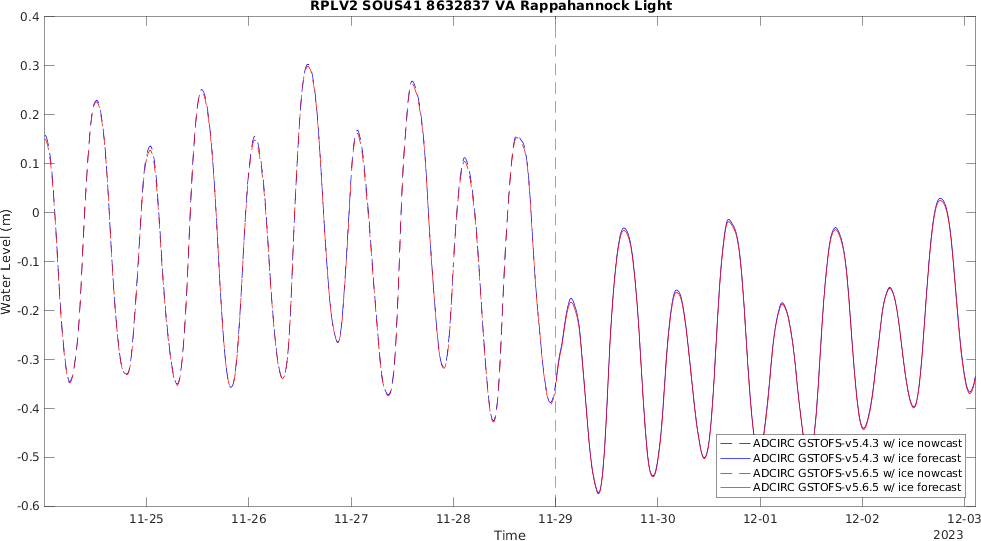 RPLV2 SOUS41 8632837 VA Rappahannock Light
0.4
0.3
0.2
0.1
0
-0.1
-0.2
-0.3
-0.4
-0.5
-0.6
Water Level (m)
ADCIRC GSTOFS-v5.4.3 w/ ice nowcast
ADCIRC GSTOFS-v5.4.3 w/ ice forecast
ADCIRC GSTOFS-v5.6.5 w/ ice nowcast
ADCIRC GSTOFS-v5.6.5 w/ ice forecast
11-25 11-26 11-27 11-28 11-29 11-30 12-01 12-02 12-03
Time
2023